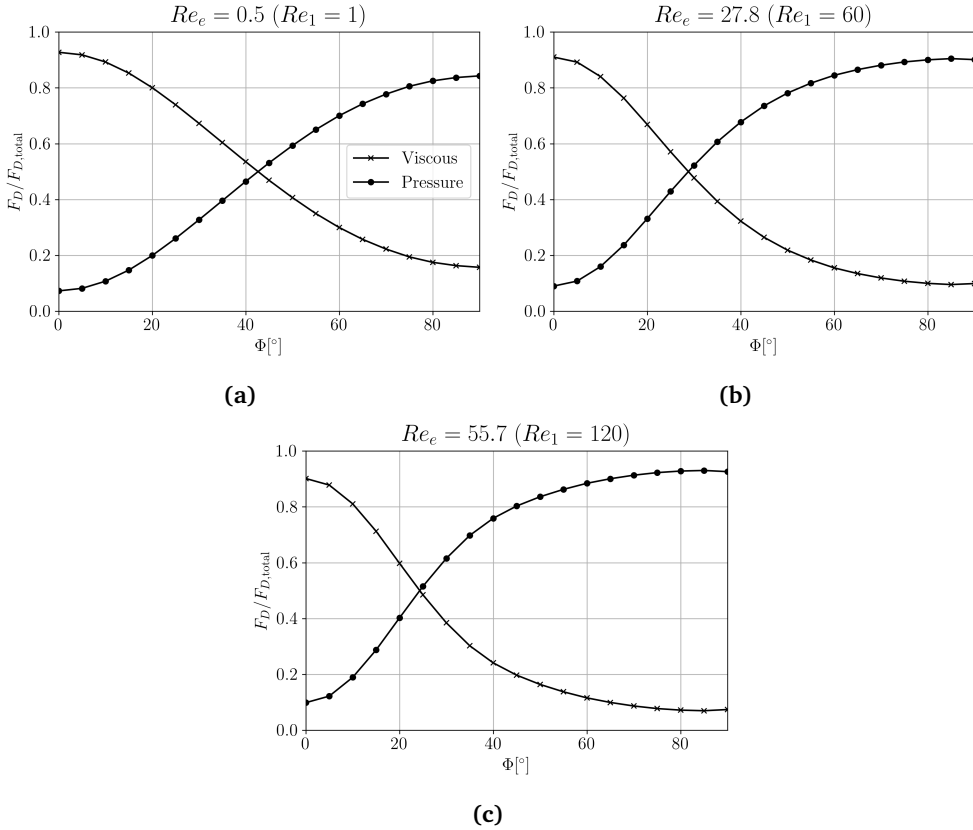 Re_e = 0.5 (Re_1 = 1)
1.0
0.8
0.6
0.4
0.2
0.0
F_D/F_{D,total}
Viscous
Pressure
0 20 40 60 80
Φ[°]
(a)
Re_e = 27.8 (Re_1 = 60)
1.0
0.8
0.6
0.4
0.2
0.0
F_D/F_{D,total}
0 20 40 60 80
Φ[°]
(b)
Re_e = 55.7 (Re_1 = 120)
1.0
0.8
0.6
0.4
0.2
0.0
F_D/F_{D,total}
0 20 40 60 80
Φ[°]
(c)